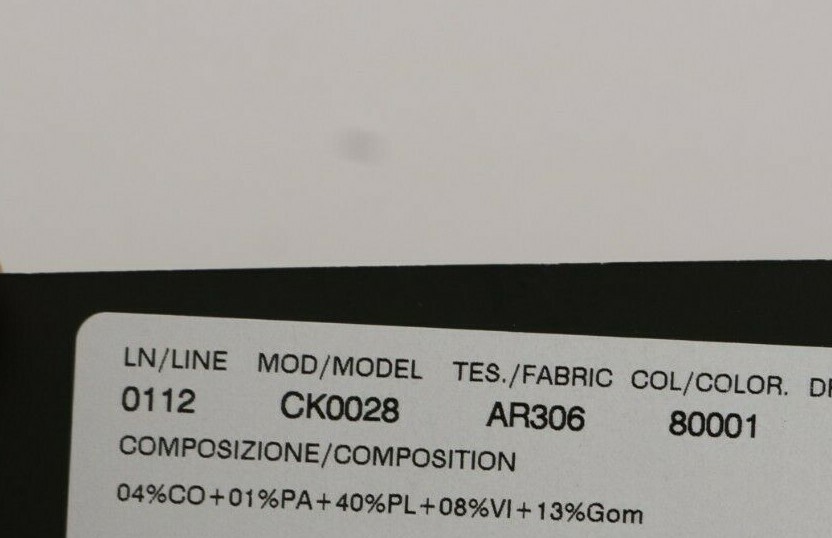 LN/LINE MOD/MODEL TES./FABRIC COL/COLOR.
0112 CK0028 AR306 80001
COMPOSIZIONE/COMPOSITION
04%CO+01%PA+40%PL+08%VI+13%Gom